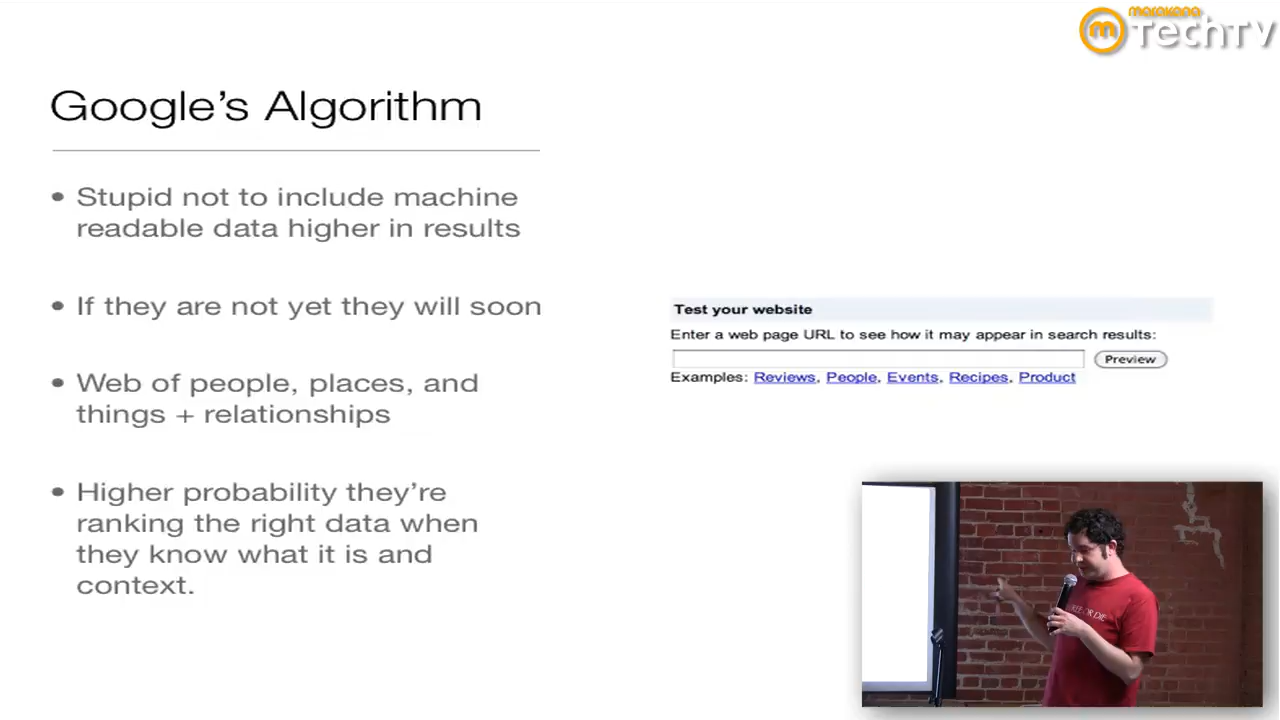 marakana
TechTV
Google's Algorithm
• Stupid not to include machine
readable data higher in results
• If they are not yet they will soon
• Web of people, places, and
things + relationships
• Higher probability they're
ranking the right data when
they know what it is and
context.
Test your website
Enter a web page URL to see how it may appear in search results:
Preview
Examples: Reviews, People, Events, Recipes, Product
OR DIE